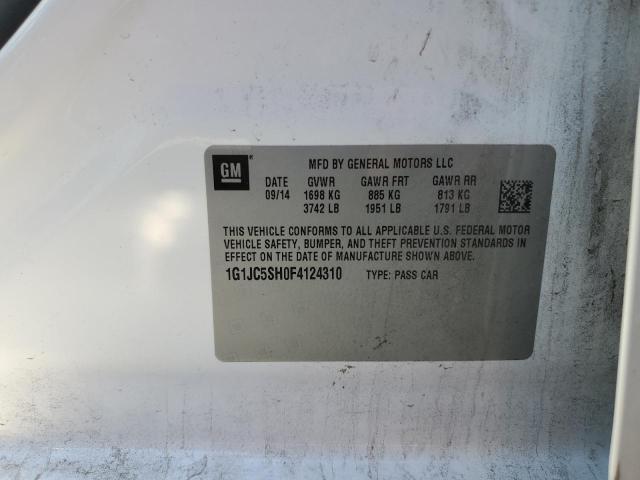 GM
MFD BY GENERAL MOTORS LLC
DATE GVWR GAWR FRT GAWR RR
09/14 1698 KG 885 KG 813 KG
3742 LB 1951 LB 1791 LB
THIS VEHICLE CONFORMS TO ALL APPLICABLE U.S. FEDERAL MOTOR
VEHICLE SAFETY, BUMPER, AND THEFT PREVENTION STANDARDS IN
EFFECT ON THE DATE OF MANUFACTURE SHOWN ABOVE.
1G1JC5SH0F4124310 TYPE: PASS CAR